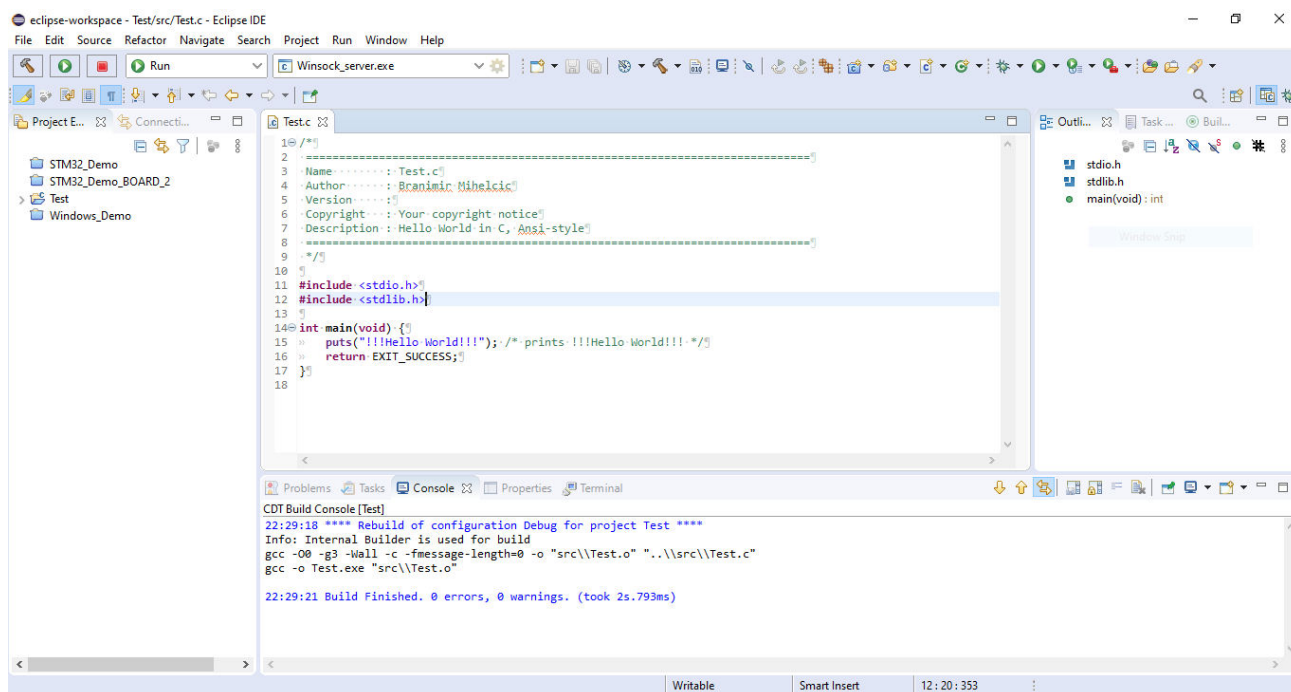 eclipse-workspace - Test/src/Test.c - Eclipse IDE
File Edit Source Refactor Navigate Search Project Run Window Help
Run
Winsock_server.exe
Project E...
Connecti...
STM32_Demo
STM32_Demo_BOARD_2
Test
Windows_Demo
Test.c
1 /*
2 ============================================================================
3 Name        : Test.c
4 Author      : Branimir Mihelcic
5 Version     :
6 Copyright   : Your copyright notice
7 Description : Hello World in C, Ansi-style
8 ============================================================================
9 */
10
11 #include <stdio.h>
12 #include <stdlib.h>
13
14 int main(void) {
15 puts("!!!Hello World!!!"); /* prints !!!Hello World!!! */
16 return EXIT_SUCCESS;
17 }
18
Outli...
Task ...
Buil...
stdio.h
stdlib.h
main(void) : int
Window Snip
Problems Tasks Console Properties Terminal
CDT Build Console [Test]
22:29:18 **** Rebuild of configuration Debug for project Test ****
Info: Internal Builder is used for build
gcc -O0 -g3 -Wall -c -fmessage-length=0 -o "src\\Test.o" "..\\src\\Test.c"
gcc -o Test.exe "src\\Test.o"
22:29:21 Build Finished. 0 errors, 0 warnings. (took 2s.793ms)
Writable
Smart Insert
12 : 20 : 353